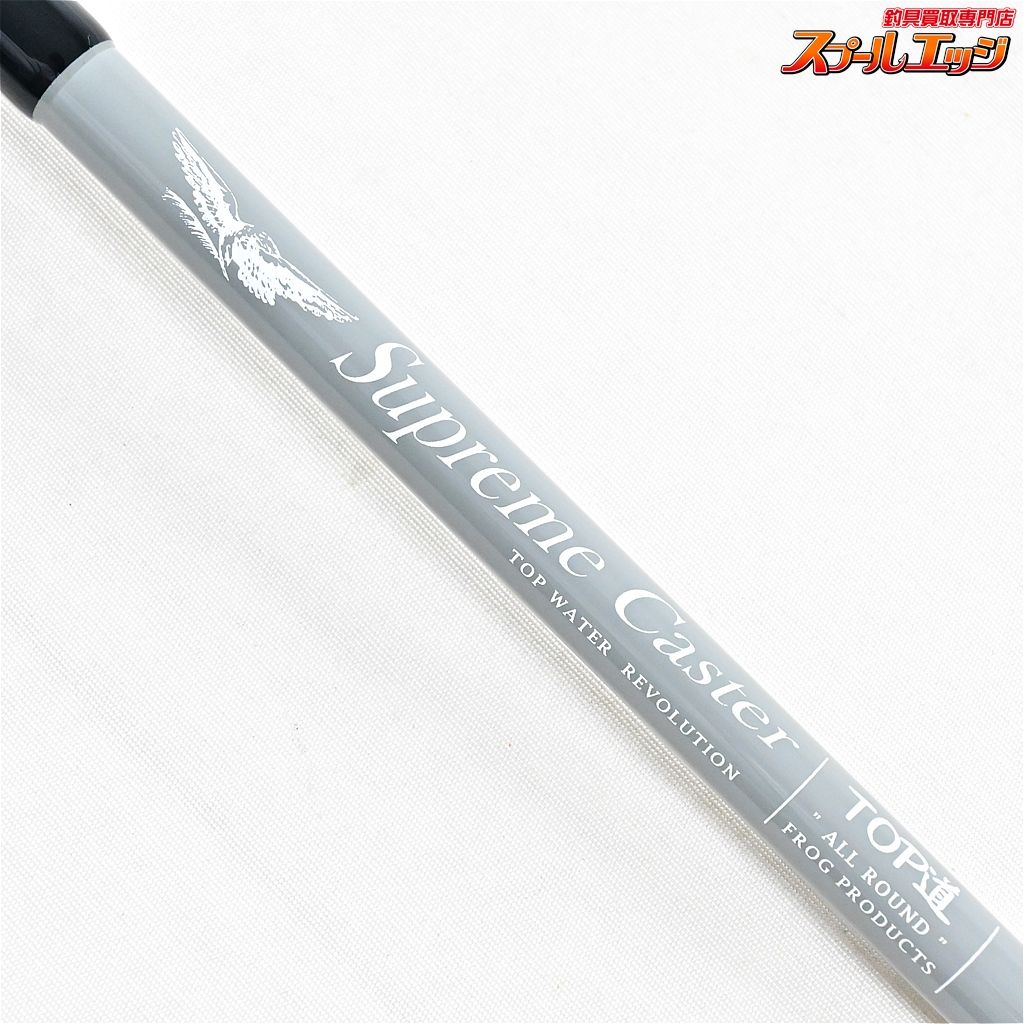 釣具買取専門店
スプールエッジ
Supreme Caster
TOP WATER REVOLUTION
TOP道
" ALL ROUND "
FROG PRODUCTS